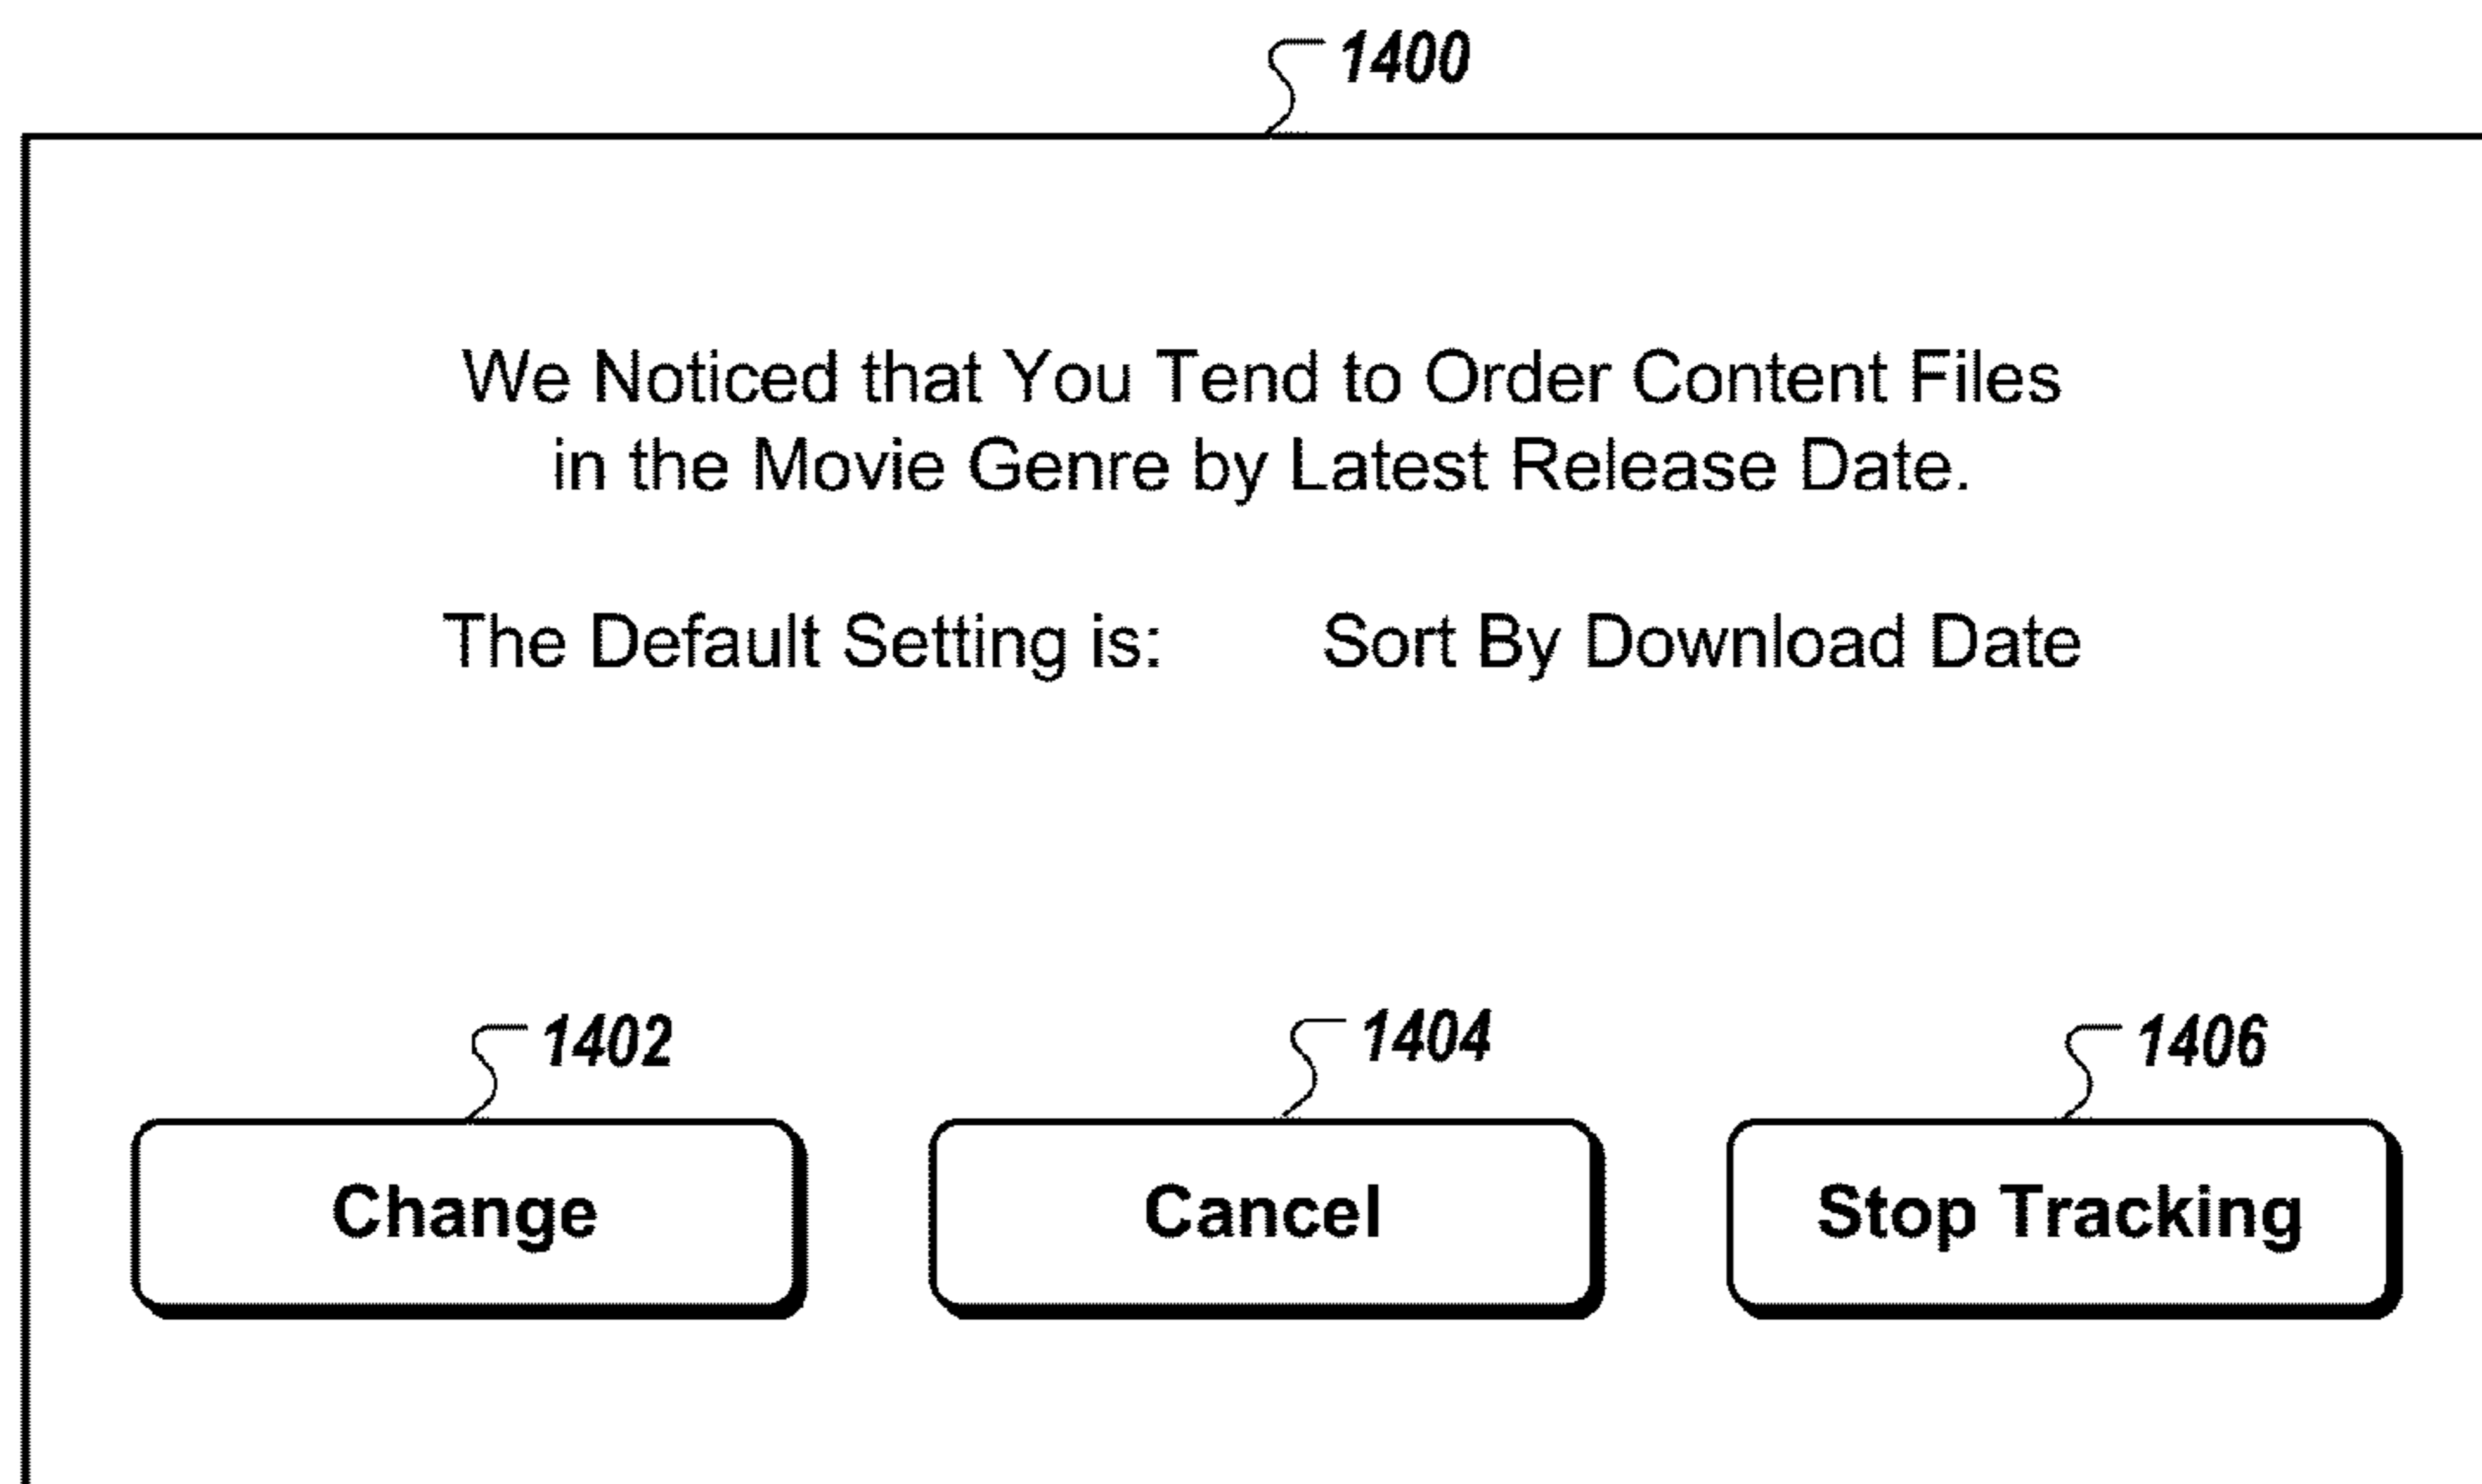 1400
We Noticed that You Tend to Order Content Files
in the Movie Genre by Latest Release Date.
The Default Setting is: Sort By Download Date
1402 1404 1406
Change Cancel Stop Tracking